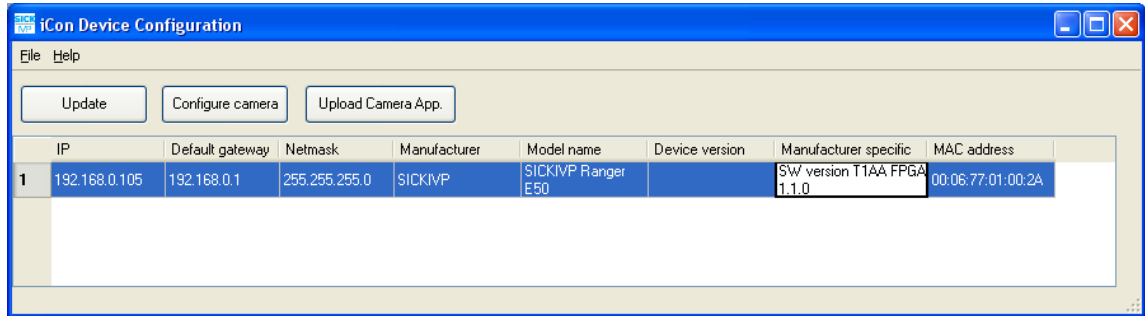 SICK IVP iCon Device Configuration
File Help
Update Configure camera Upload Camera App.
IP Default gateway Netmask Manufacturer Model name Device version Manufacturer specific MAC address
1 192.168.0.105 192.168.0.1 255.255.255.0 SICKIVP SICKIVP Ranger E50 SW version T1AA FPGA 1.1.0 00:06:77:01:00:2A